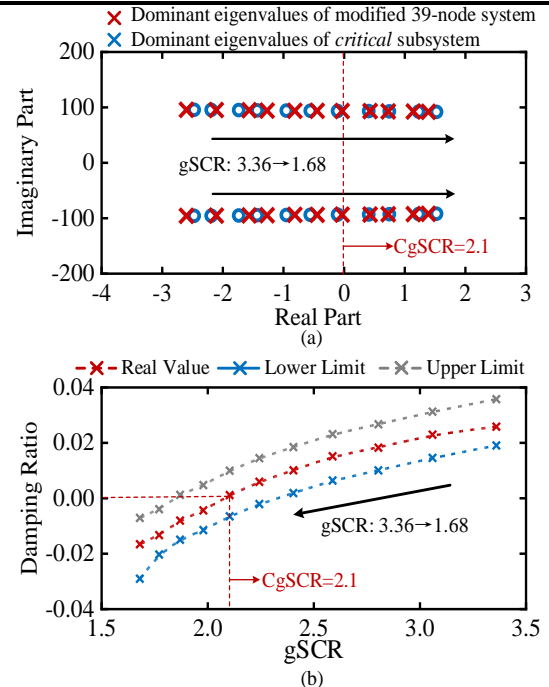 Dominant eigenvalues of modified 39-node system
Dominant eigenvalues of critical subsystem
200
100
0
-100
-200
Imaginary Part
gSCR: 3.36→1.68
CgSCR=2.1
-4 -3 -2 -1 0 1 2 3
Real Part
(a)
Real Value Lower Limit Upper Limit
0.04
0.02
0.00
-0.02
-0.04
Damping Ratio
gSCR: 3.36→1.68
CgSCR=2.1
1.5 2.0 2.5 3.0 3.5
gSCR
(b)